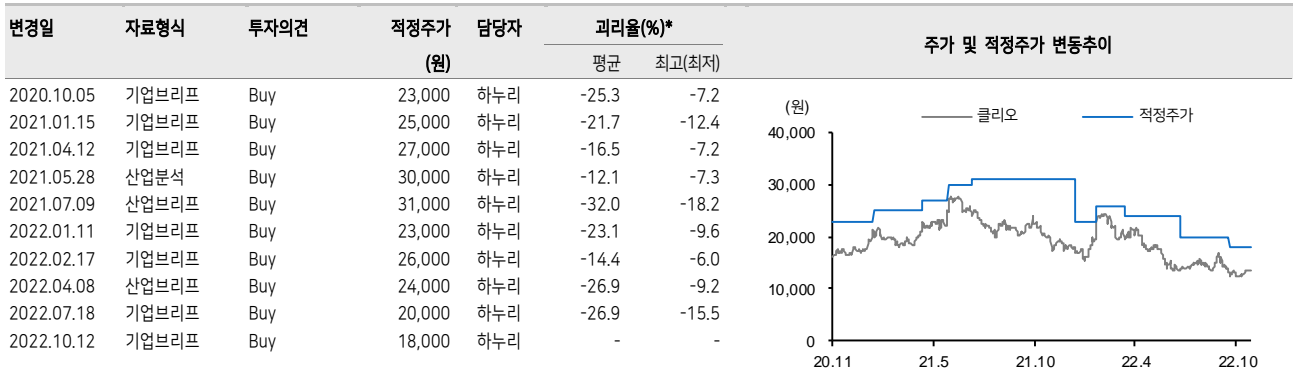 변경일 자료형식 투자의견 적정주가 담당자 괴리율(%)* 주가 및 적정주가 변동추이
(원) 평균 최고(최저)
2020.10.05 기업브리프 Buy 23,000 하누리 -25.3 -7.2
2021.01.15 기업브리프 Buy 25,000 하누리 -21.7 -12.4
2021.04.12 기업브리프 Buy 27,000 하누리 -16.5 -7.2
2021.05.28 산업분석 Buy 30,000 하누리 -12.1 -7.3
2021.07.09 산업브리프 Buy 31,000 하누리 -32.0 -18.2
2022.01.11 기업브리프 Buy 23,000 하누리 -23.1 -9.6
2022.02.17 기업브리프 Buy 26,000 하누리 -14.4 -6.0
2022.04.08 산업브리프 Buy 24,000 하누리 -26.9 -9.2
2022.07.18 기업브리프 Buy 20,000 하누리 -26.9 -15.5
2022.10.12 기업브리프 Buy 18,000 하누리 - -
(원) 클리오 적정주가
40,000
30,000
20,000
10,000
0
20.11 21.5 21.10 22.4 22.10